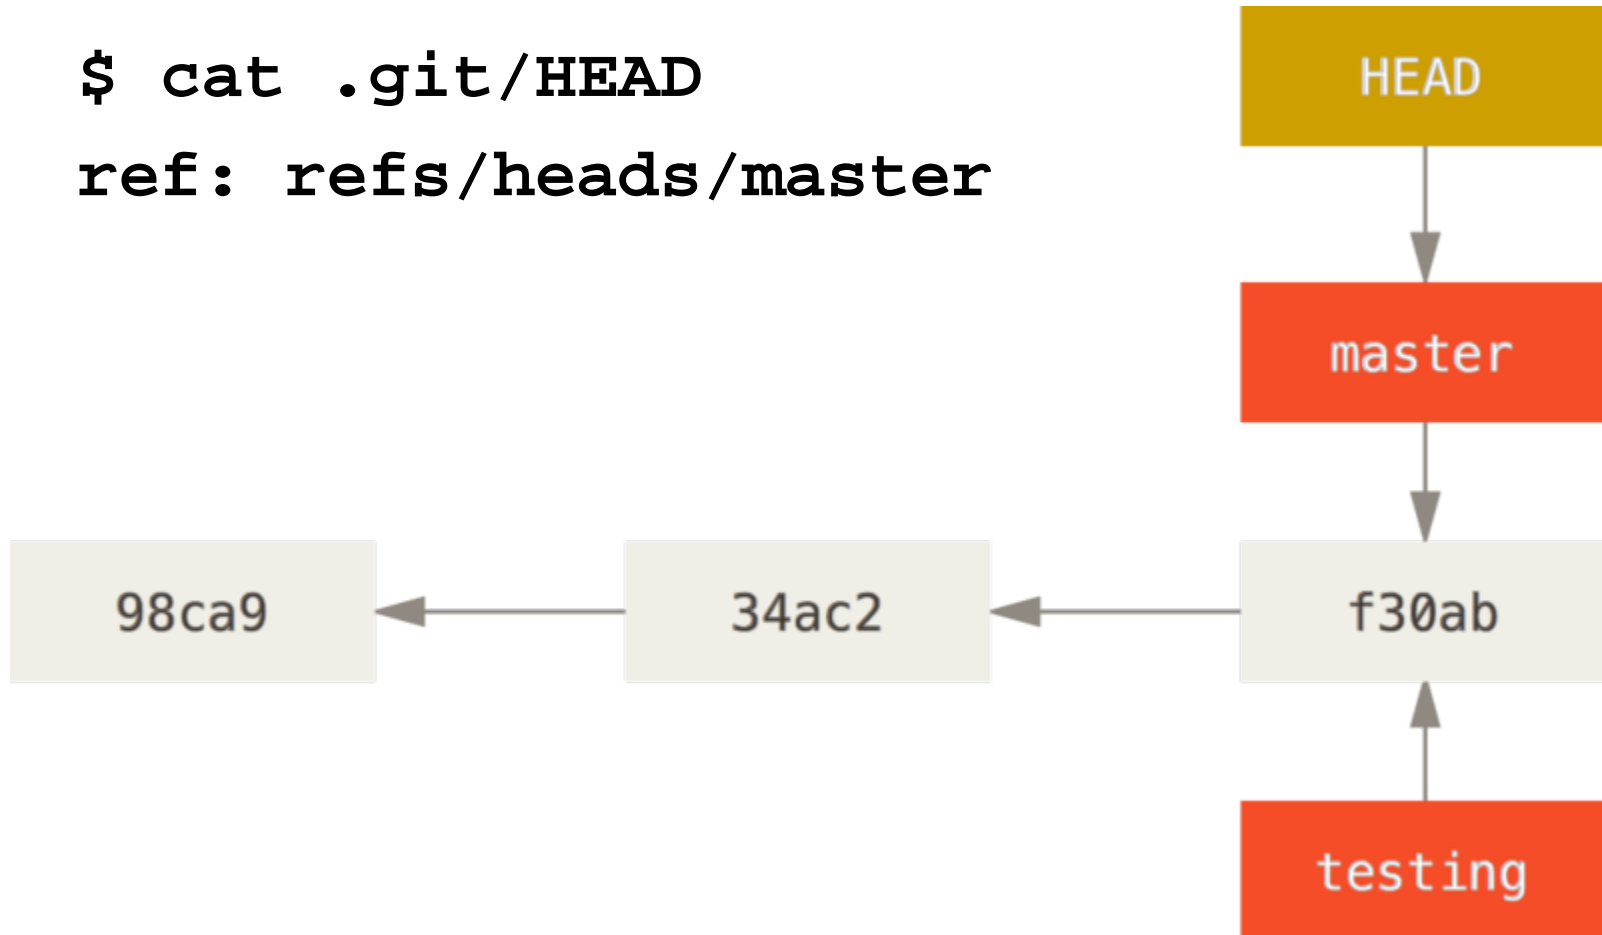 $ cat .git/HEAD
ref: refs/heads/master
HEAD
master
98ca9
34ac2
f30ab
testing